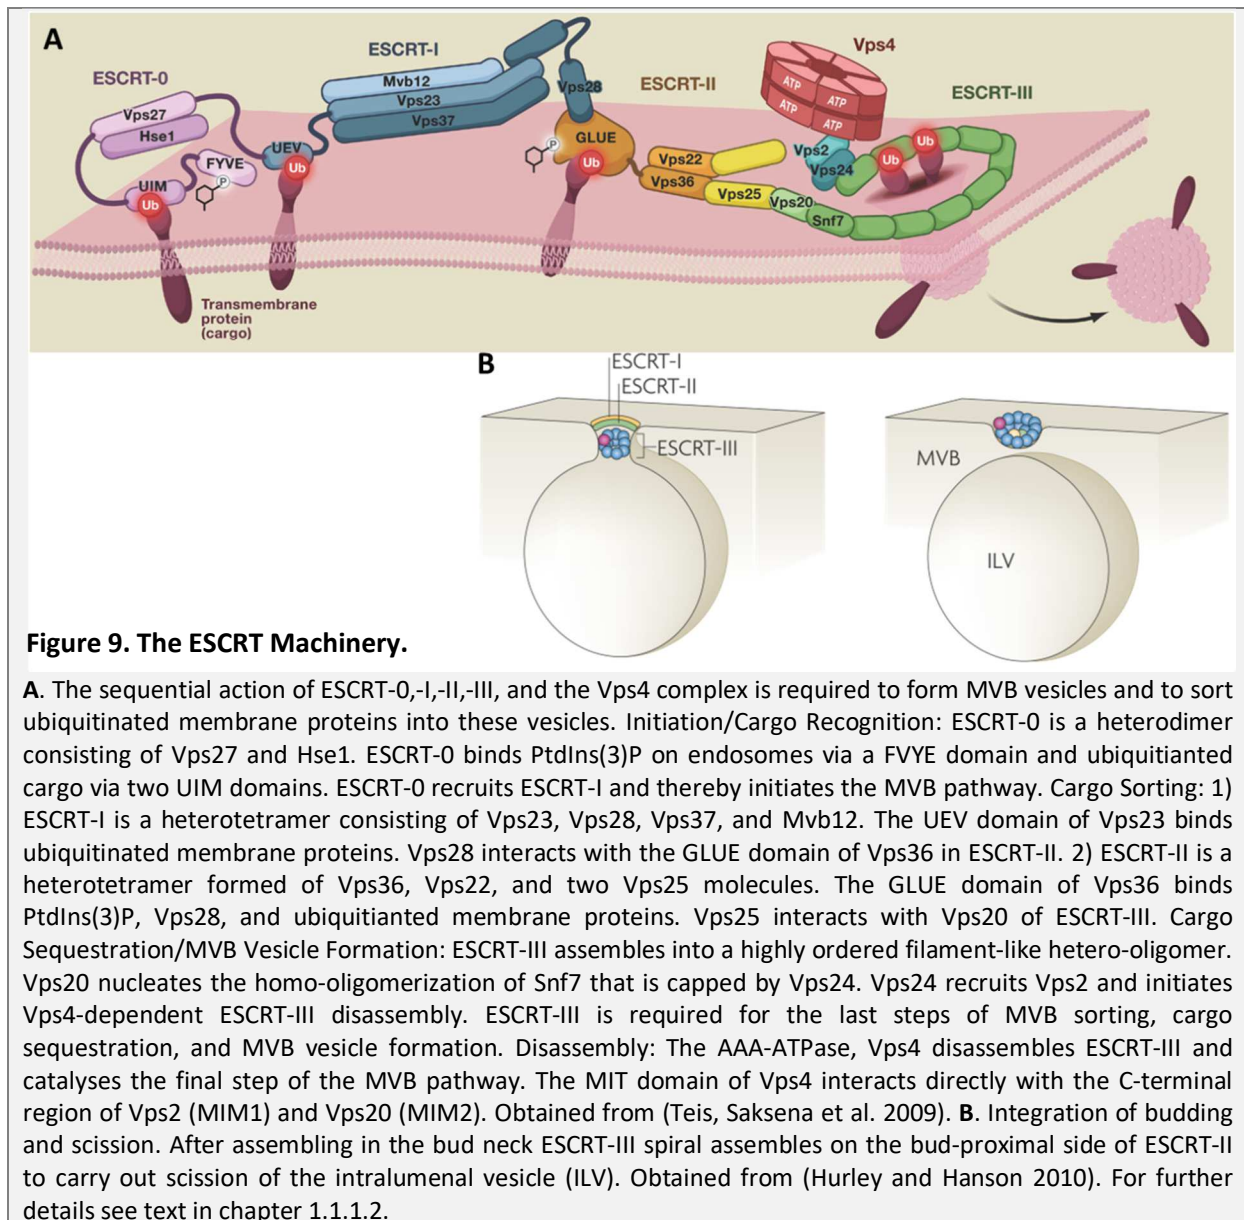 A
ESCRT-0
Vps27
Hse1
UIM
Ub
FYVE
P
ESCRT-I
Mvb12
Vps23
Vps37
UEV
Ub
Vps28
ESCRT-II
GLUE
P
Ub
Vps22
Vps36
Vps25
Vps4
ATP
ATP
ATP
ATP
ATP
ESCRT-III
Vps2
Vps24
Ub
Ub
Vps20
Snf7
Transmembrane
protein
(cargo)
B
ESCRT-I
ESCRT-II
ESCRT-III
MVB
ILV
Figure 9. The ESCRT Machinery.
A. The sequential action of ESCRT-0,-I,-II,-III, and the Vps4 complex is required to form MVB vesicles and to sort
ubiquitinated membrane proteins into these vesicles. Initiation/Cargo Recognition: ESCRT-0 is a heterodimer
consisting of Vps27 and Hse1. ESCRT-0 binds PtdIns(3)P on endosomes via a FVYE domain and ubiquitianted
cargo via two UIM domains. ESCRT-0 recruits ESCRT-I and thereby initiates the MVB pathway. Cargo Sorting: 1)
ESCRT-I is a heterotetramer consisting of Vps23, Vps28, Vps37, and Mvb12. The UEV domain of Vps23 binds
ubiquitinated membrane proteins. Vps28 interacts with the GLUE domain of Vps36 in ESCRT-II. 2) ESCRT-II is a
heterotetramer formed of Vps36, Vps22, and two Vps25 molecules. The GLUE domain of Vps36 binds
PtdIns(3)P, Vps28, and ubiquitianted membrane proteins. Vps25 interacts with Vps20 of ESCRT-III. Cargo
Sequestration/MVB Vesicle Formation: ESCRT-III assembles into a highly ordered filament-like hetero-oligomer.
Vps20 nucleates the homo-oligomerization of Snf7 that is capped by Vps24. Vps24 recruits Vps2 and initiates
Vps4-dependent ESCRT-III disassembly. ESCRT-III is required for the last steps of MVB sorting, cargo
sequestration, and MVB vesicle formation. Disassembly: The AAA-ATPase, Vps4 disassembles ESCRT-III and
catalyses the final step of the MVB pathway. The MIT domain of Vps4 interacts directly with the C-terminal
region of Vps2 (MIM1) and Vps20 (MIM2). Obtained from (Teis, Saksena et al. 2009). B. Integration of budding
and scission. After assembling in the bud neck ESCRT-III spiral assembles on the bud-proximal side of ESCRT-II
to carry out scission of the intralumenal vesicle (ILV). Obtained from (Hurley and Hanson 2010). For further
details see text in chapter 1.1.1.2.